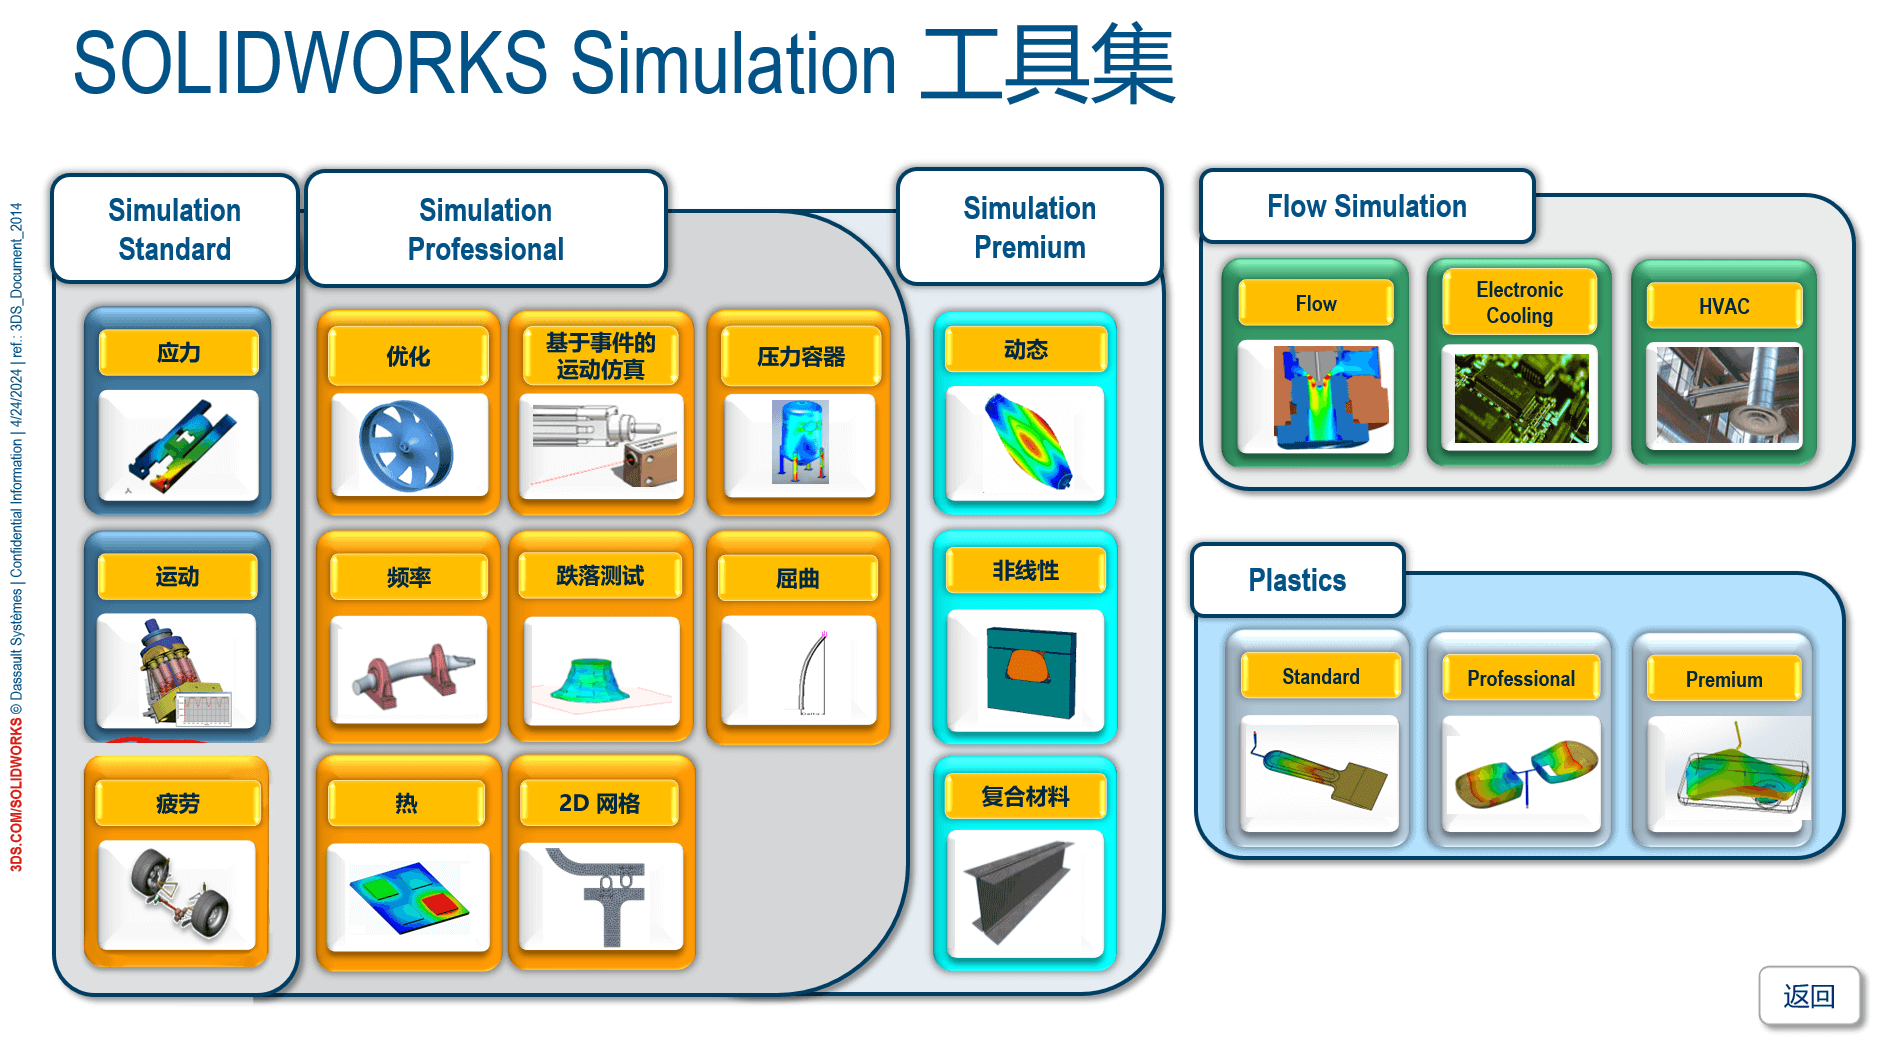 SOLIDWORKS Simulation 工具集
3DS.COM/SOLIDWORKS © Dassault Systèmes | Confidential Information | 4/24/2024 | ref.: 3DS_Document_2014
Simulation
Standard
应力
运动
疲劳
Simulation
Professional
优化
基于事件的
运动仿真
压力容器
频率
跌落测试
屈曲
热
2D 网格
Simulation
Premium
动态
非线性
复合材料
Flow Simulation
Flow
Electronic
Cooling
HVAC
Plastics
Standard
Professional
Premium
返回